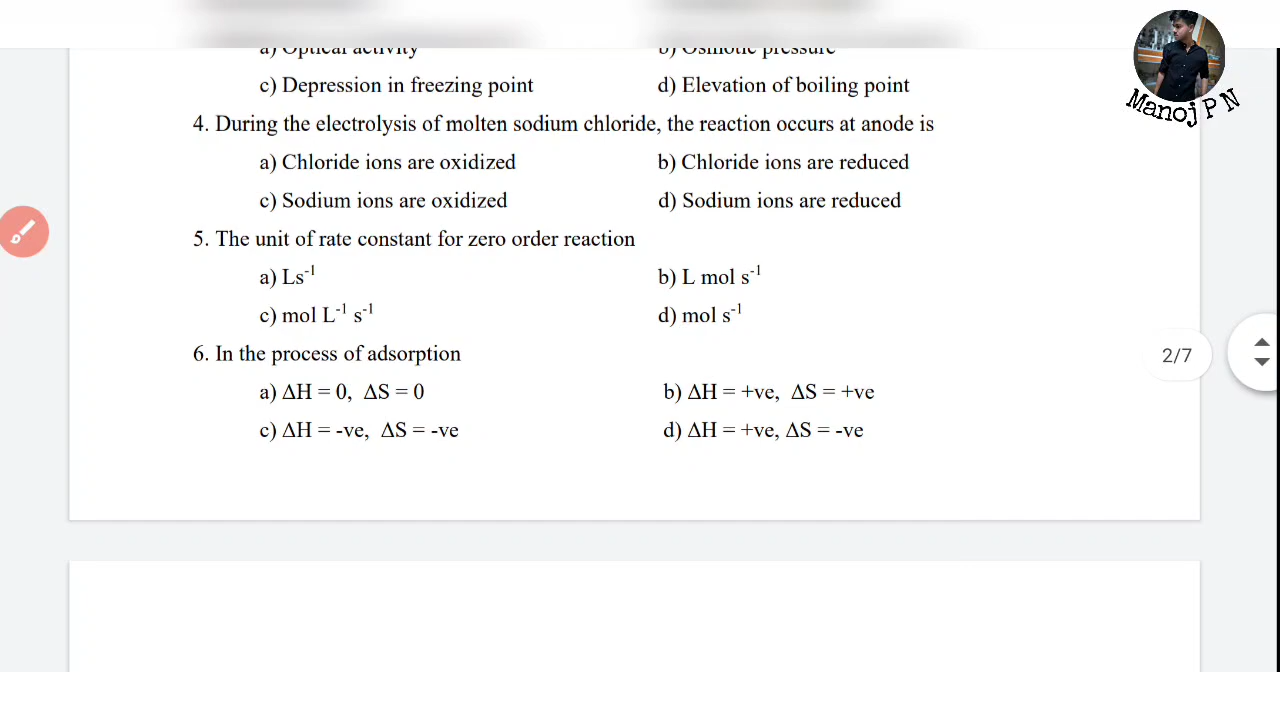 a) Optical activity b) Osmotic pressure
c) Depression in freezing point d) Elevation of boiling point
4. During the electrolysis of molten sodium chloride, the reaction occurs at anode is
a) Chloride ions are oxidized b) Chloride ions are reduced
c) Sodium ions are oxidized d) Sodium ions are reduced
5. The unit of rate constant for zero order reaction
a) Ls⁻¹ b) L mol s⁻¹
c) mol L⁻¹ s⁻¹ d) mol s⁻¹
6. In the process of adsorption
a) ΔH = 0, ΔS = 0 b) ΔH = +ve, ΔS = +ve
c) ΔH = -ve, ΔS = -ve d) ΔH = +ve, ΔS = -ve
2/7
Manoj P N